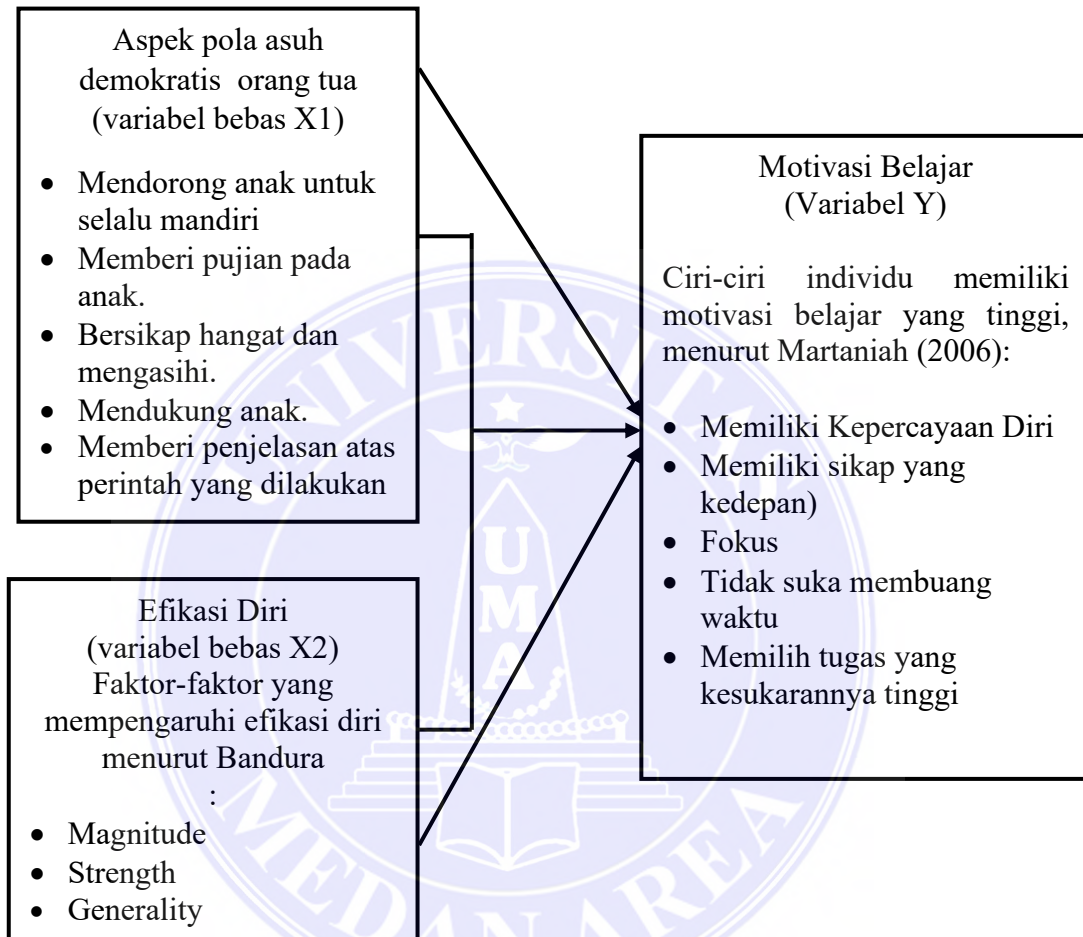 Aspek pola asuh
demokratis orang tua
(variabel bebas X1)
• Mendorong anak untuk
selalu mandiri
• Memberi pujian pada
anak.
• Bersikap hangat dan
mengasihi.
• Mendukung anak.
• Memberi penjelasan atas
perintah yang dilakukan
Efikasi Diri
(variabel bebas X2)
Faktor-faktor yang
mempengaruhi efikasi diri
menurut Bandura
:
• Magnitude
• Strength
• Generality
Motivasi Belajar
(Variabel Y)
Ciri-ciri individu memiliki
motivasi belajar yang tinggi,
menurut Martaniah (2006):
• Memiliki Kepercayaan Diri
• Memiliki sikap yang
kedepan)
• Fokus
• Tidak suka membuang
waktu
• Memilih tugas yang
kesukarannya tinggi
UNIVERSITAS
UMA
MEDAN AREA